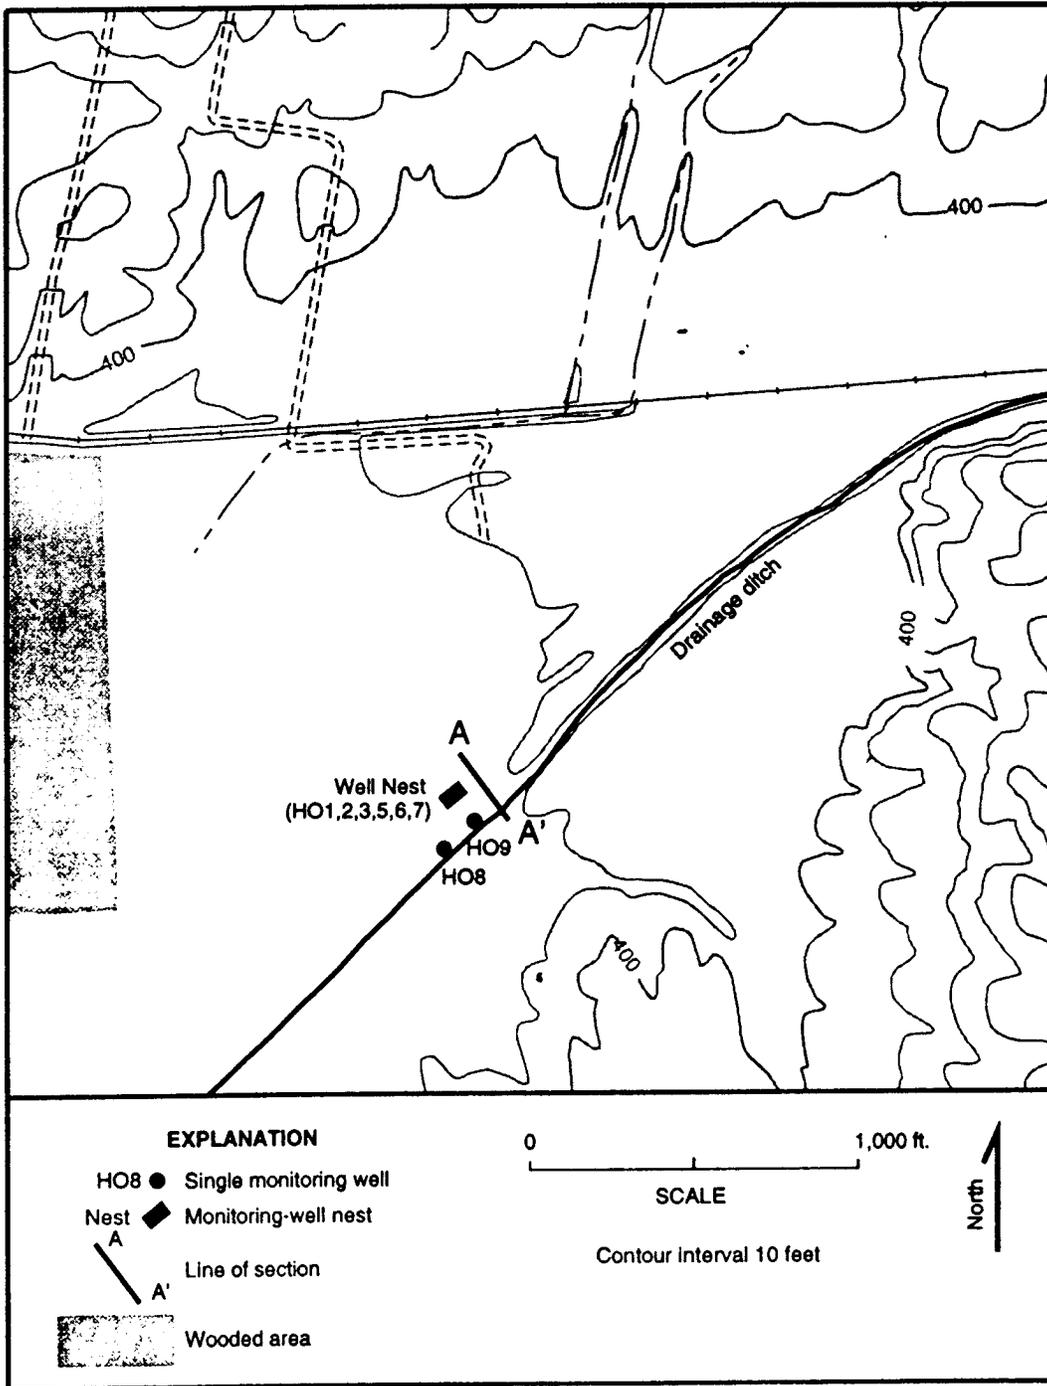 400
400
400
Drainage ditch
A
Well Nest
(HO1,2,3,5,6,7)
A'
HO9
HO8
400
EXPLANATION
HO8 Single monitoring well
Nest Monitoring-well nest
A
Line of section
A'
Wooded area
0 1,000 ft.
SCALE
North
Contour interval 10 feet